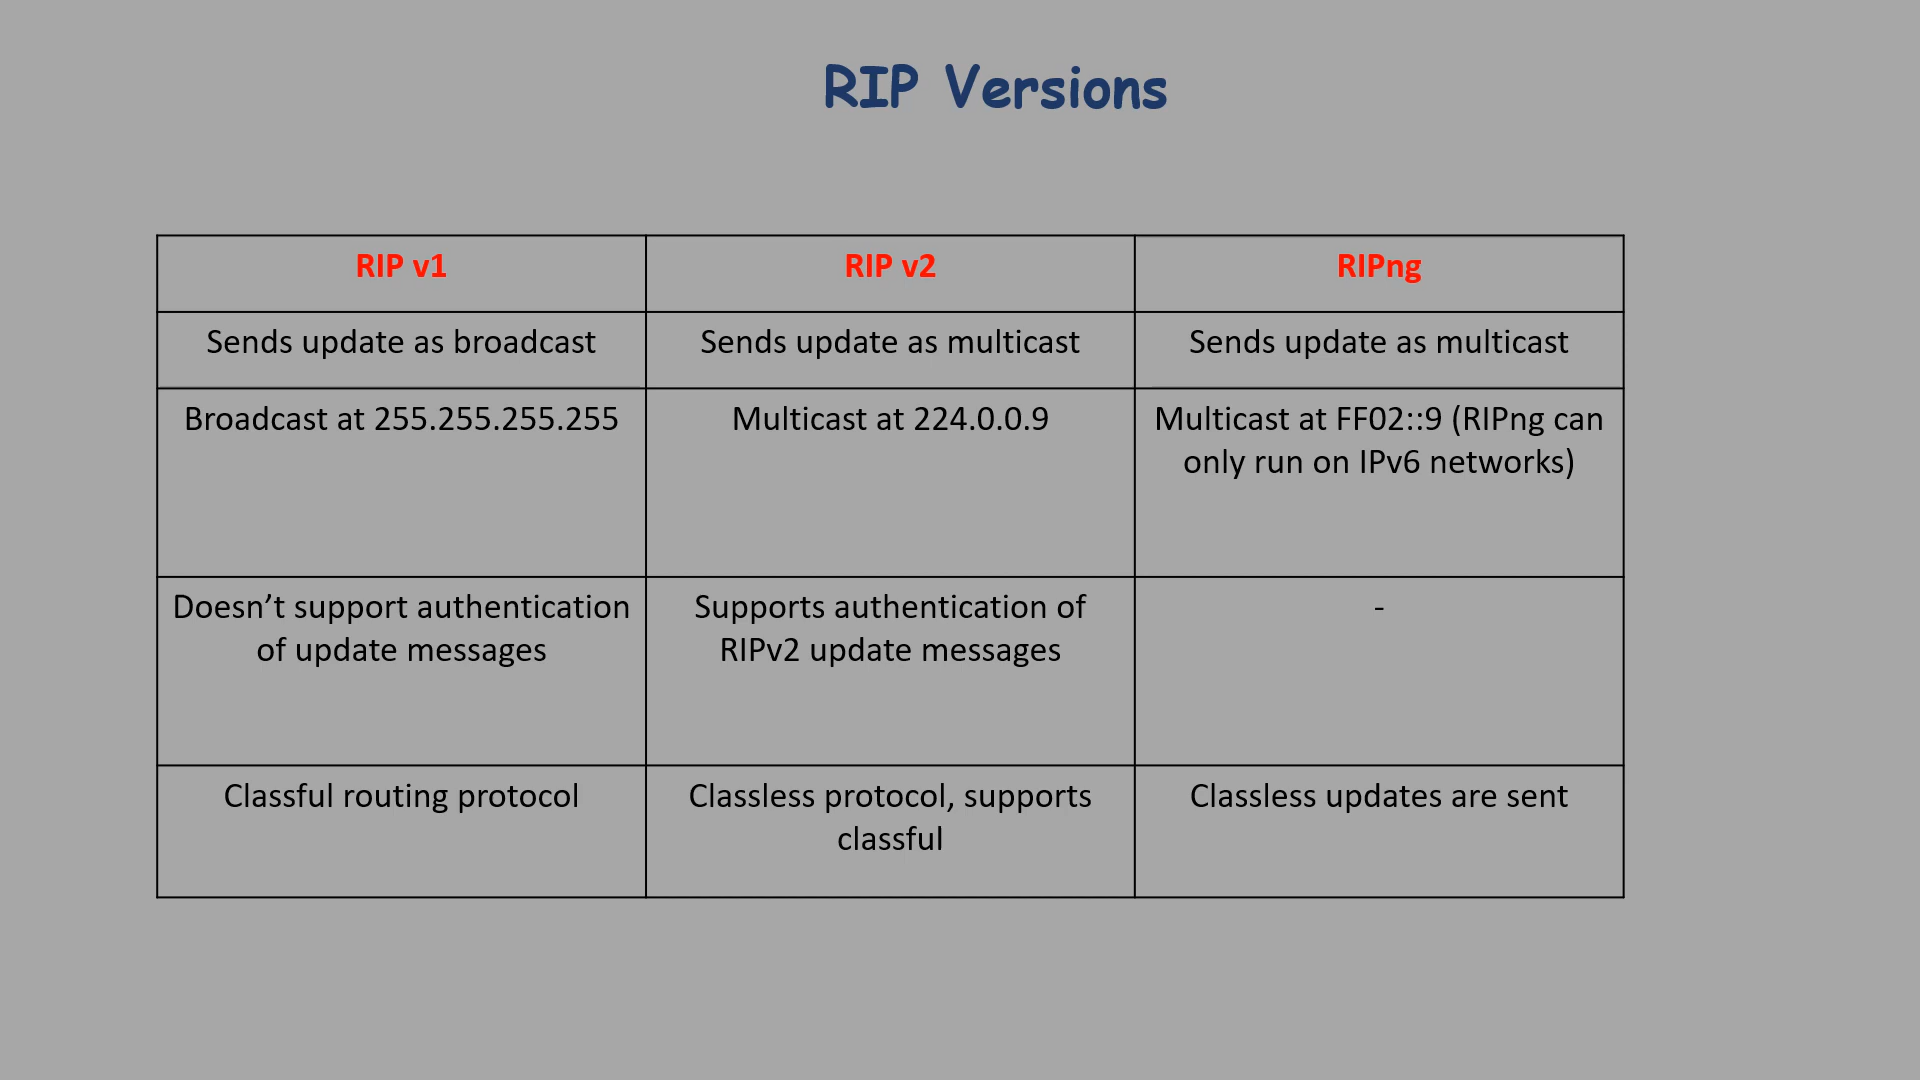 RIP Versions
RIP v1
RIP v2
RIPng
Sends update as broadcast
Sends update as multicast
Sends update as multicast
Broadcast at 255.255.255.255
Multicast at 224.0.0.9
Multicast at FF02::9 (RIPng can
only run on IPv6 networks)
Doesn’t support authentication
of update messages
Supports authentication of
RIPv2 update messages
-
Classful routing protocol
Classless protocol, supports
classful
Classless updates are sent